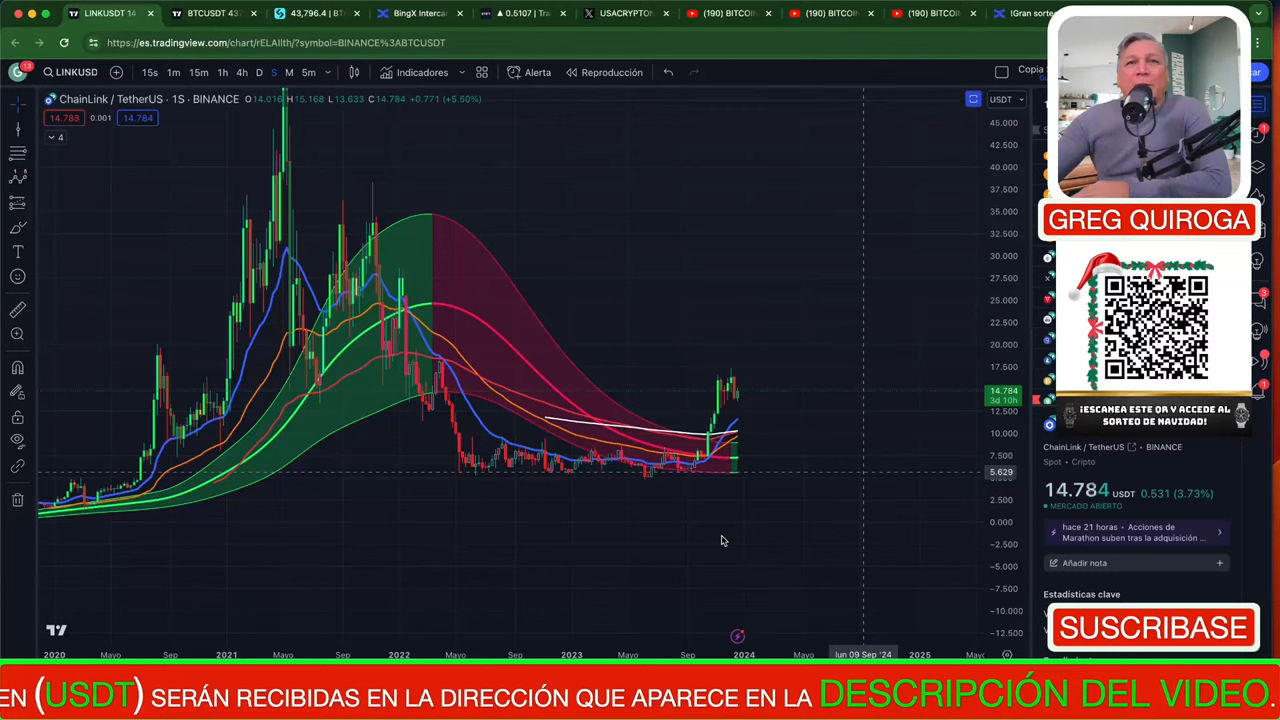 LINKUSDT 14
BTCUSDT 437
43,796.4 | BT
BingX Intercan
▲ 0.5107 | Tra
USACRYPTON
(190) BITCOIN
(190) BITCOI
(190) BITCOI
!Gran sorte
https://es.tradingview.com/chart/rELAIlth/?symbol=BINANCE%3ABTCUSDT
13
LINKUSD
15s 1m 15m 1h 4h D S M 5m
Indicadores
Alerta
Reproducción
Copia
ChainLink / TetherUS · 1S · BINANCE O14.016 H15.168 L13.633 C14.784 +0.771 (+5.50%)
USDT
14.783 0.001 14.784
4
45.000
42.500
40.000
37.500
35.000
32.500
30.000
27.500
25.000
22.500
20.000
17.500
14.784
3d 10h
12.500
10.000
7.500
5.629
2.500
0.000
−2.500
−5.000
−7.500
−10.000
−12.500
2020 Mayo Sep 2021 Mayo Sep 2022 Mayo Sep 2023 Mayo Sep 2024 Mayo lun 09 Sep '24 2025 May
GREG QUIROGA
¡ESCANEA ESTE QR Y ACCEDE AL
SORTEO DE NAVIDAD!
ChainLink / TetherUS BINANCE
Spot • Cripto
14.784 USDT 0.531 (3.73%)
MERCADO ABIERTO
hace 21 horas • Acciones de
Marathon suben tras la adquisición ...
Añadir nota
Estadísticas clave
SUSCRIBASE
EN (USDT) SERÁN RECIBIDAS EN LA DIRECCIÓN QUE APARECE EN LA DESCRIPCIÓN DEL VIDEO.